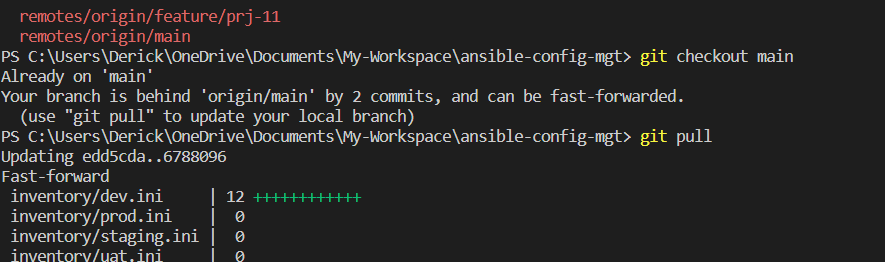 remotes/origin/feature/prj-11
remotes/origin/main
PS C:\Users\Derick\OneDrive\Documents\My-Workspace\ansible-config-mgt> git checkout main
Already on 'main'
Your branch is behind 'origin/main' by 2 commits, and can be fast-forwarded.
(use "git pull" to update your local branch)
PS C:\Users\Derick\OneDrive\Documents\My-Workspace\ansible-config-mgt> git pull
Updating edd5cda..6788096
Fast-forward
inventory/dev.ini | 12 ++++++++++++
inventory/prod.ini | 0
inventory/staging.ini | 0
inventory/uat.ini | 0